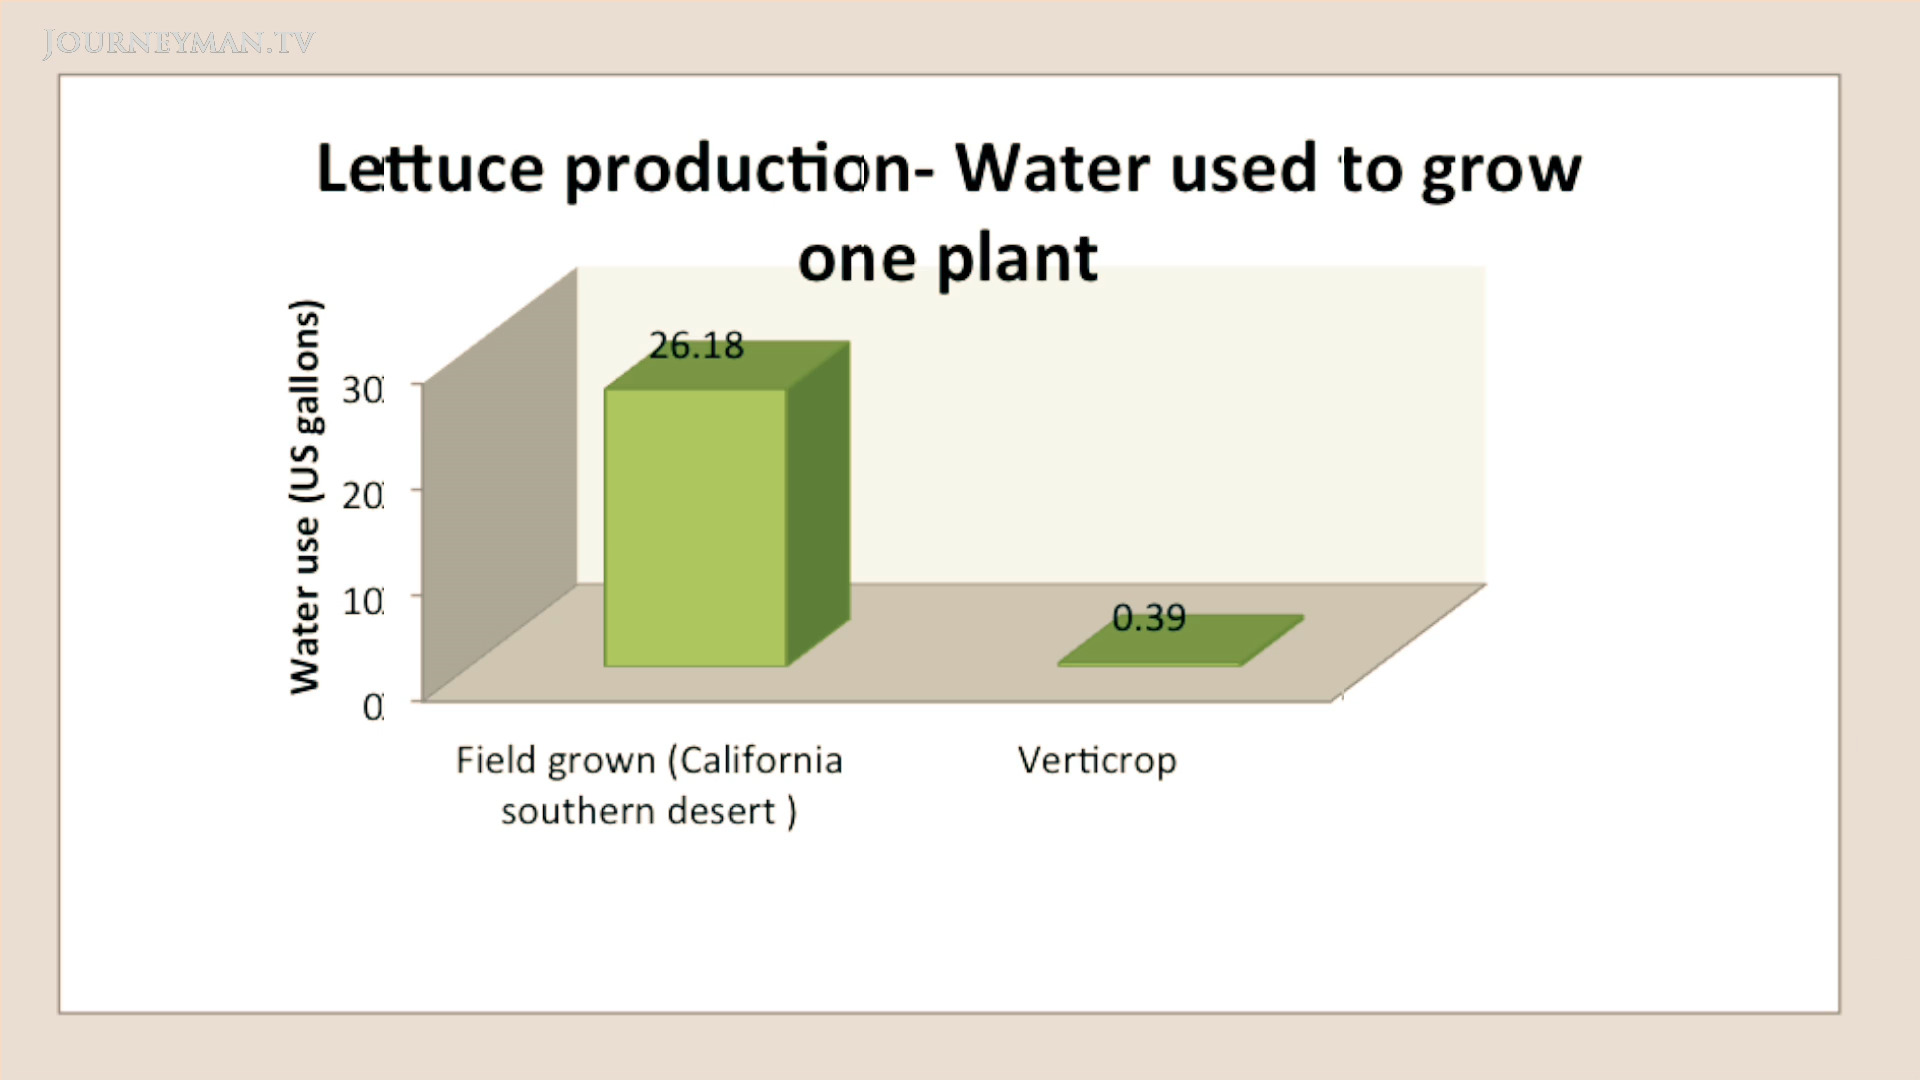 JOURNEYMAN.TV
Lettuce production- Water used to grow
one plant
Water use (US gallons)
30
20
10
0
26.18
0.39
Field grown (California
southern desert )
Verticrop